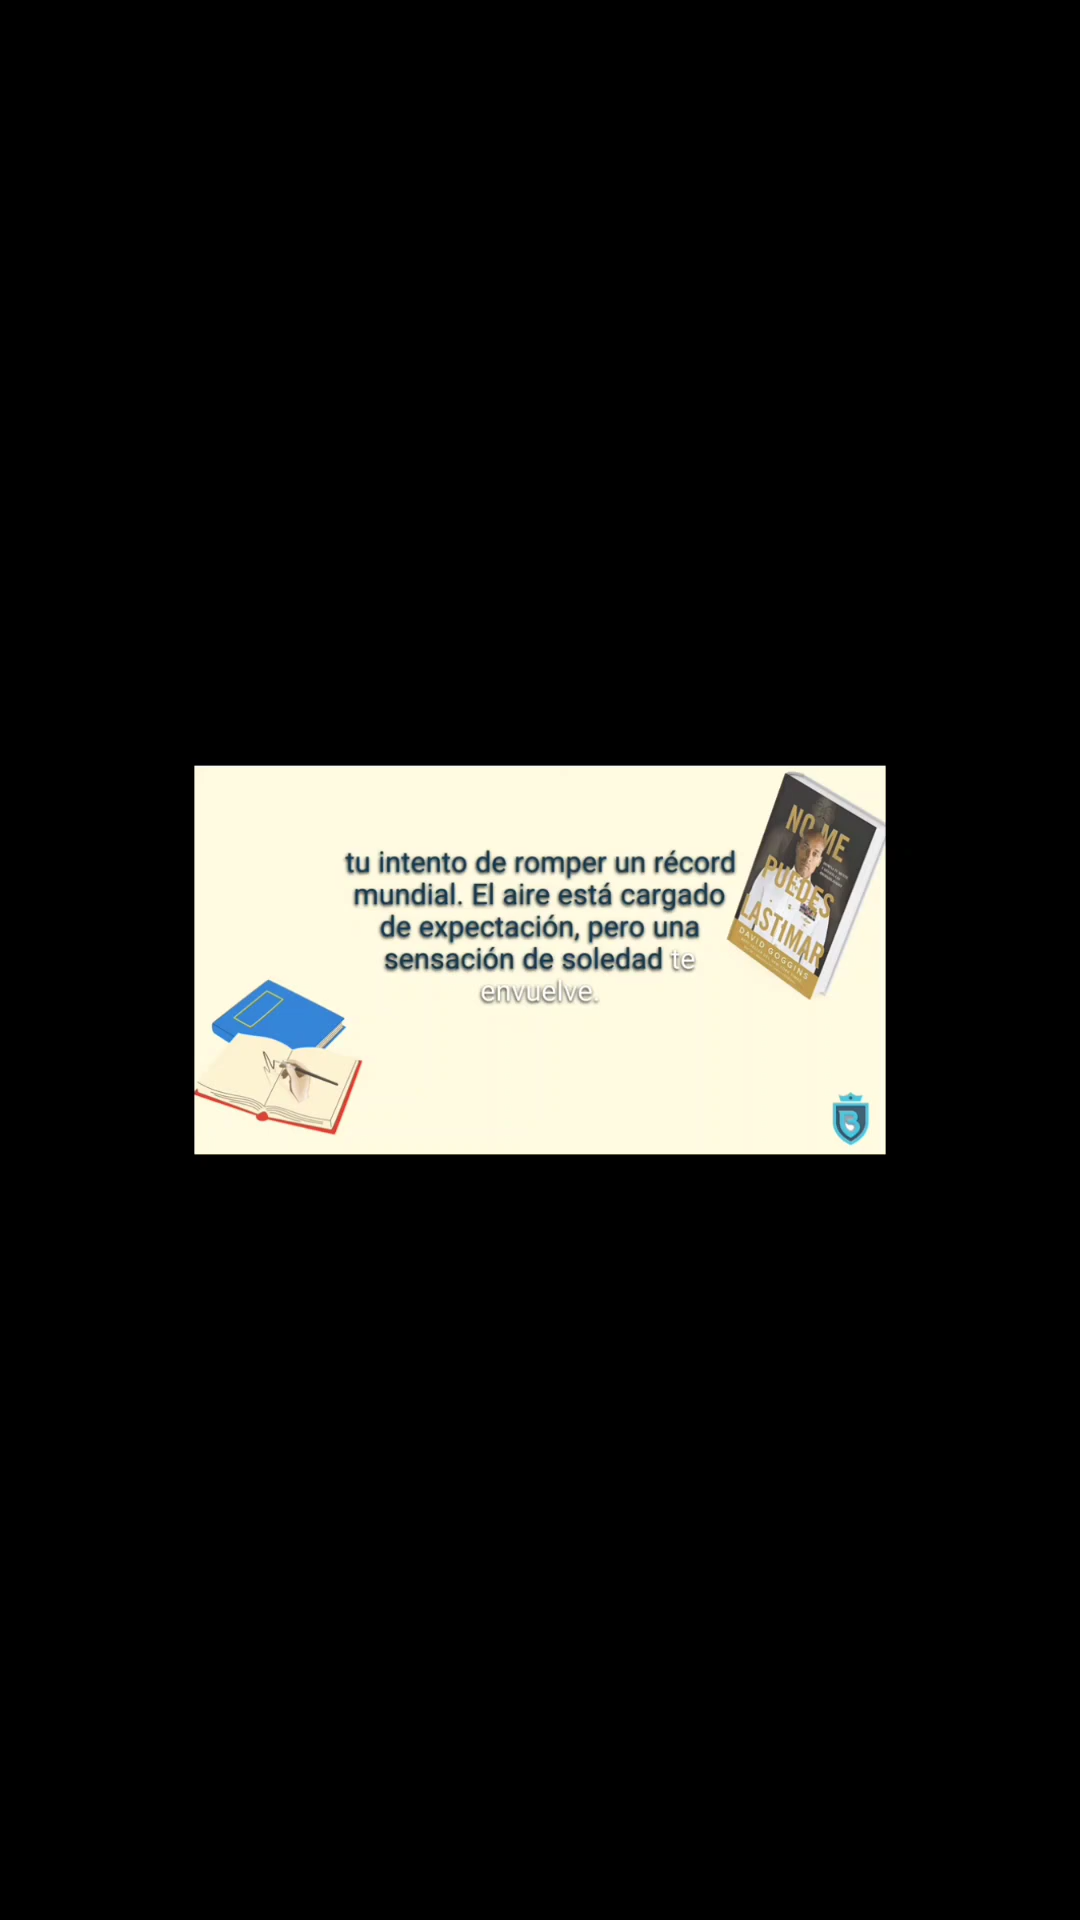 tu intento de romper un récord
mundial. El aire está cargado
de expectación, pero una
sensación de soledad te
envuelve.
NO ME
PUEDES
LASTIMAR
DAVID GOGGINS
B